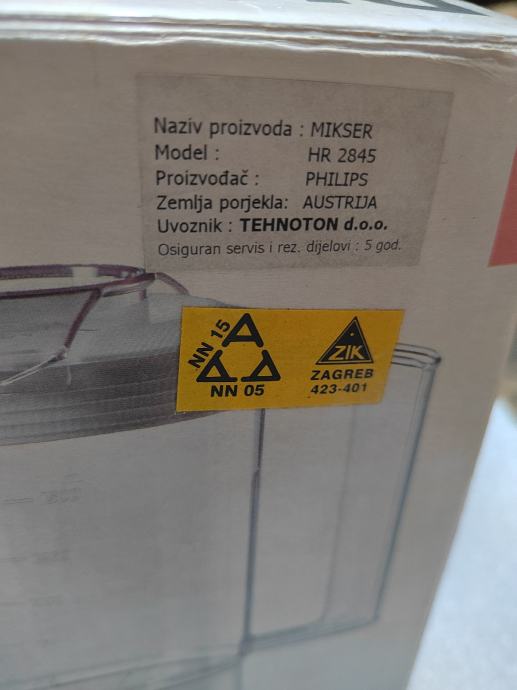 Naziv proizvoda : MIKSER
Model : HR 2845
Proizvođač : PHILIPS
Zemlja porjekla: AUSTRIJA
Uvoznik : TEHNOTON d.o.o.
Osiguran servis i rez. dijelovi : 5 god.
NN 15
A
NN 05
ZIK
ZAGREB
423-401